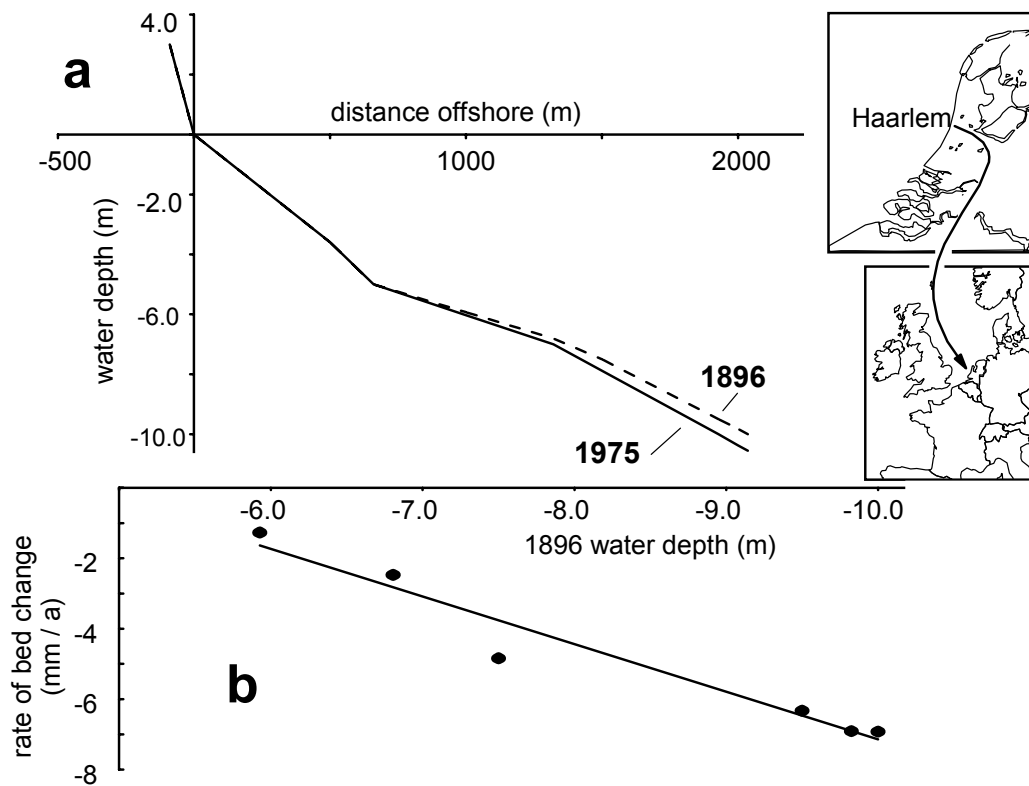 4.0
a
distance offshore (m)
-500
1000
2000
-2.0
-6.0
-10.0
water depth (m)
1896
1975
Haarlem
-6.0 -7.0 -8.0 -9.0 -10.0
1896 water depth (m)
-2
-4
-6
-8
rate of bed change
(mm / a)
b